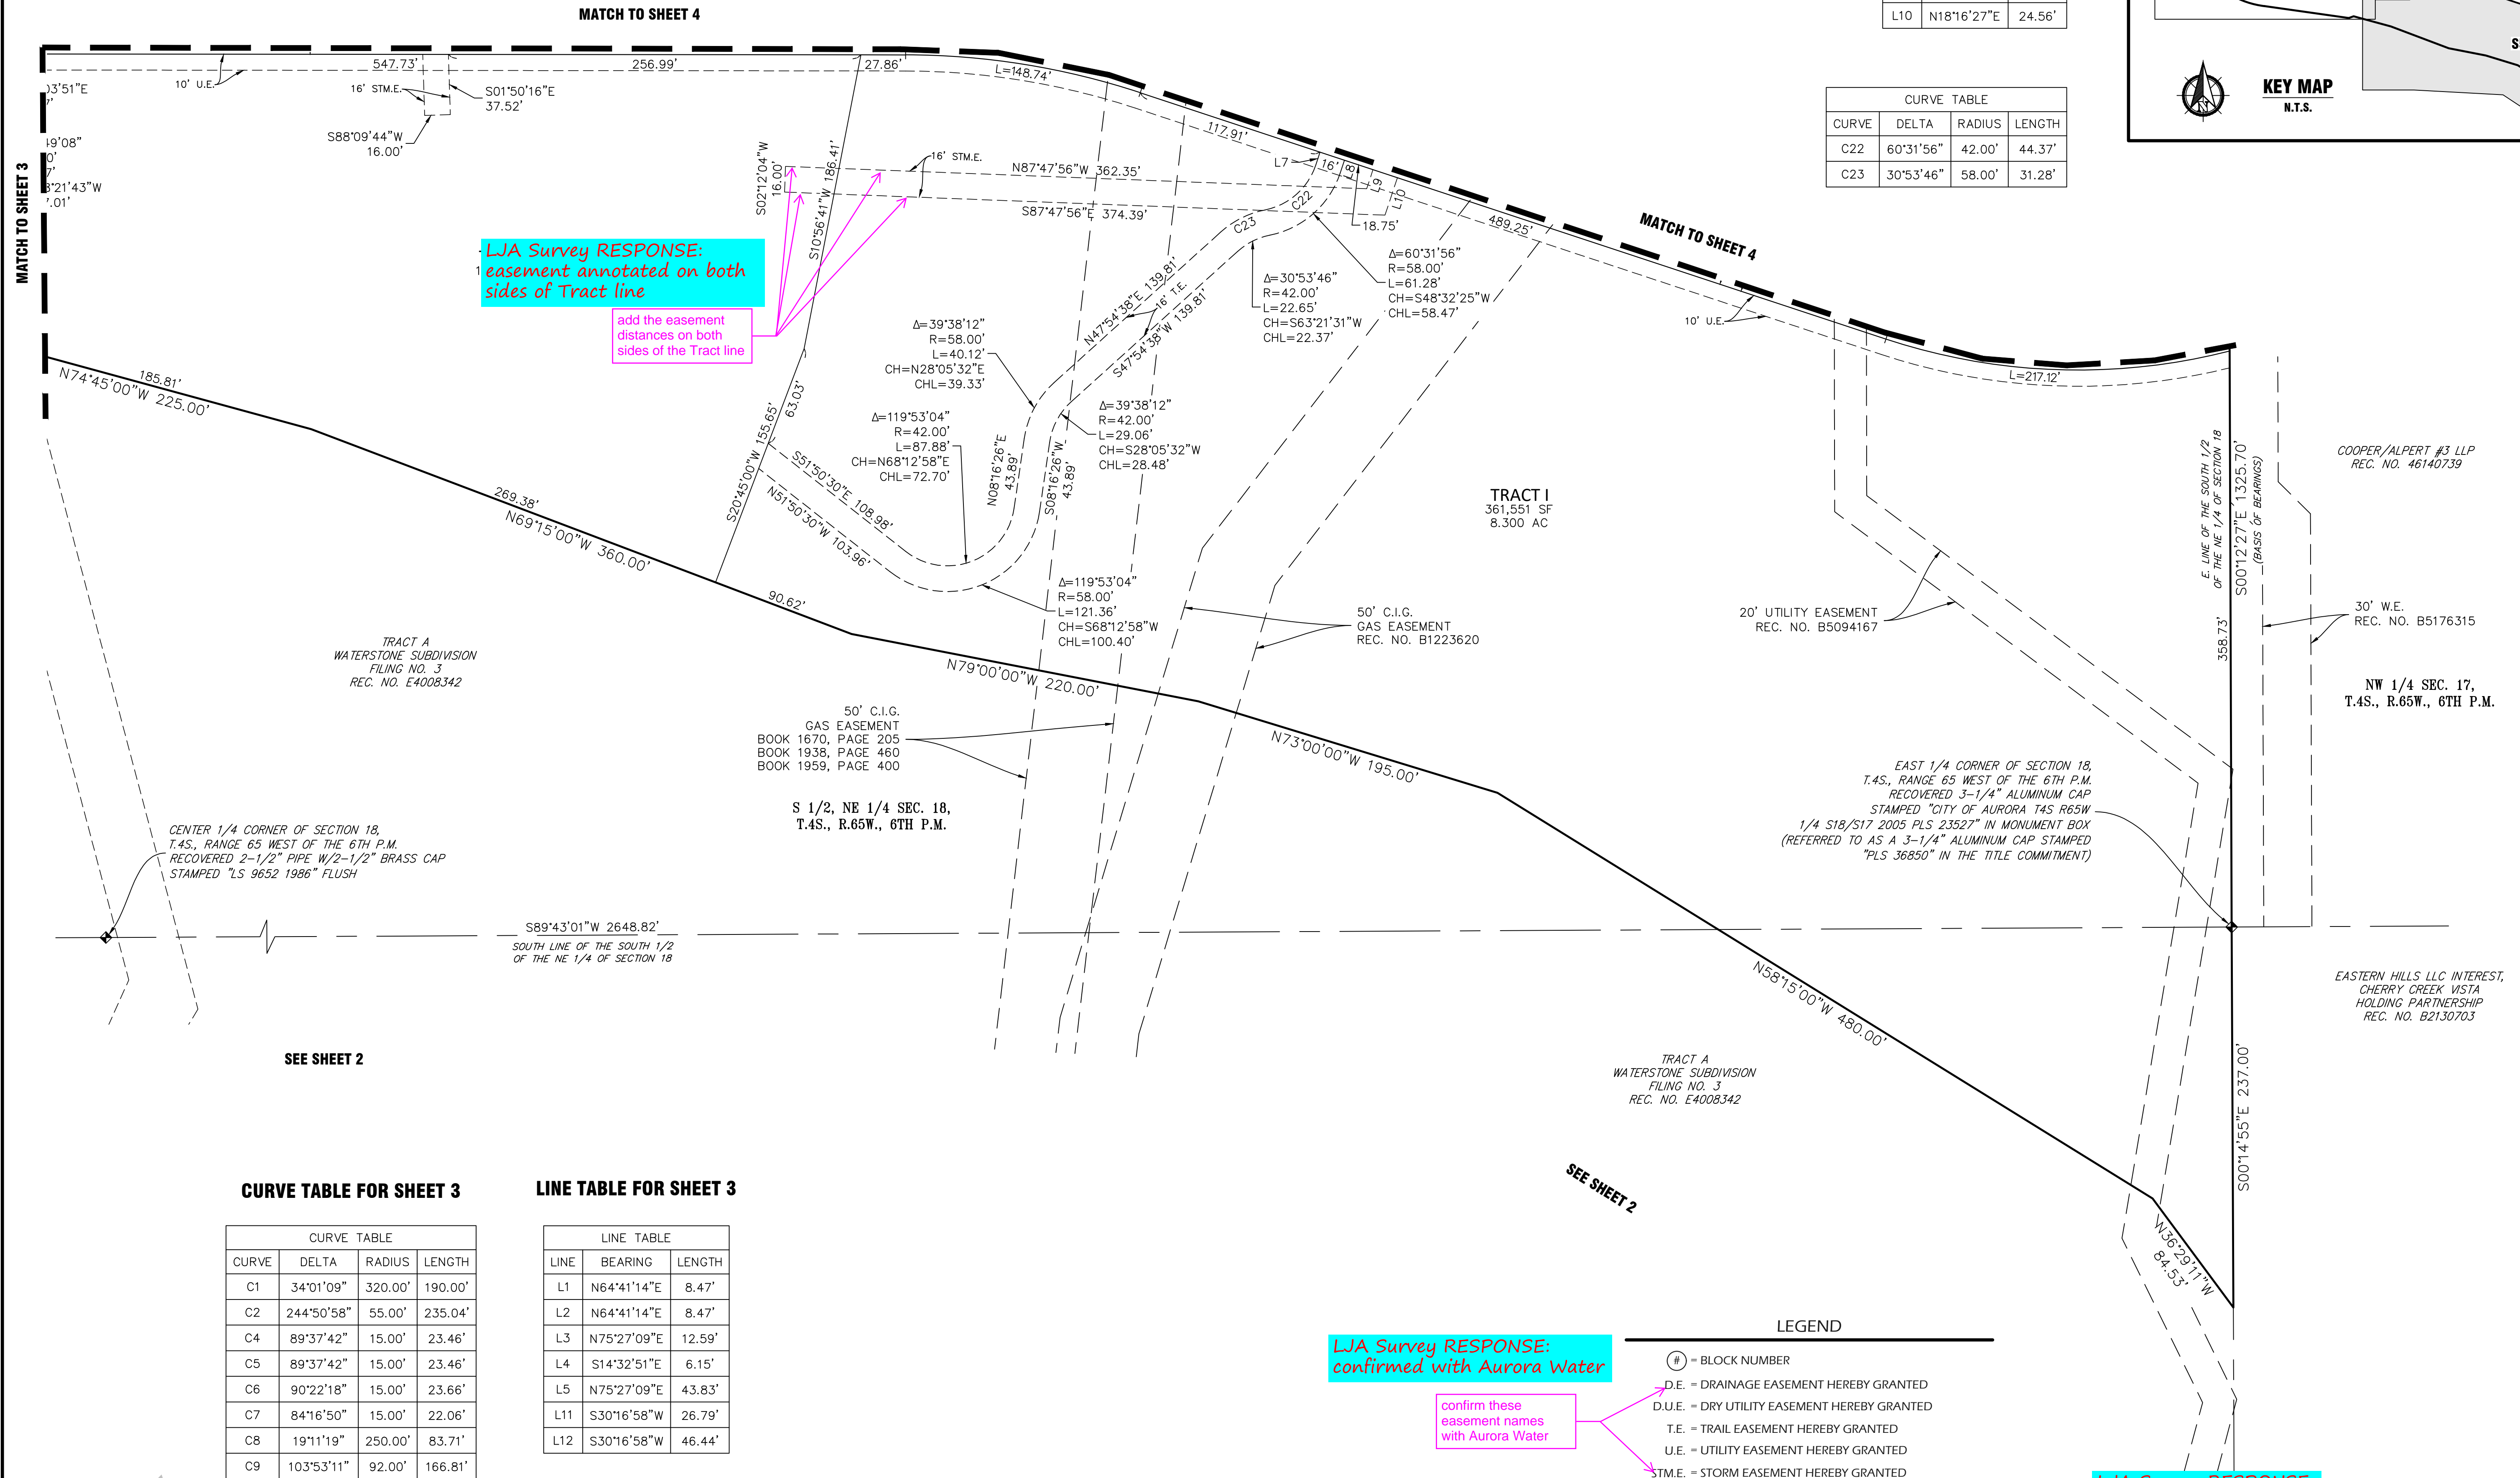 MATCH TO SHEET 4
L10 N18°16'27"E 24.56'
KEY MAP
N.T.S.
CURVE TABLE
CURVE DELTA RADIUS LENGTH
C22 60°31'56" 42.00' 44.37'
C23 30°53'46" 58.00' 31.28'
MATCH TO SHEET 3
547.73'
256.99'
27.86'
L=148.74'
10' U.E.
16' STM.E.
S01°50'16"E
37.52'
S88°09'44"W
16.00'
03'51"E
49'08"
8°21'43"W
7.01'
S02°12'04"W
16.00'
S10°56'41"W 186.41'
16' STM.E.
N87°47'56"W 362.35'
S87°47'56"E 374.39'
117.91'
L7
16'
L8
L9
L10
18.75'
C22
C23
489.25'
MATCH TO SHEET 4
10' U.E.
L=217.12'
LJA Survey RESPONSE:
easement annotated on both
sides of Tract line
add the easement
distances on both
sides of the Tract line
Δ=60°31'56"
R=58.00'
L=61.28'
CH=S48°32'25"W
CHL=58.47'
Δ=30°53'46"
R=42.00'
L=22.65'
CH=S63°21'31"W
CHL=22.37'
N47°54'38"E 139.81'
16' T.E.
S47°54'38"W 139.81'
Δ=39°38'12"
R=58.00'
L=40.12'
CH=N28°05'32"E
CHL=39.33'
Δ=39°38'12"
R=42.00'
L=29.06'
CH=S28°05'32"W
CHL=28.48'
Δ=119°53'04"
R=42.00'
L=87.88'
CH=N68°12'58"E
CHL=72.70'
N08°16'26"E
43.89'
S08°16'26"W
43.89'
Δ=119°53'04"
R=58.00'
L=121.36'
CH=S68°12'58"W
CHL=100.40'
185.81'
N74°45'00"W 225.00'
269.38'
N69°15'00"W 360.00'
S20°45'00"W 155.65'
63.03'
S51°50'30"E 108.98'
N51°50'30"W 103.96'
90.62'
N79°00'00"W 220.00'
N73°00'00"W 195.00'
TRACT I
361,551 SF
8.300 AC
50' C.I.G.
GAS EASEMENT
REC. NO. B1223620
20' UTILITY EASEMENT
REC. NO. B5094167
E. LINE OF THE SOUTH 1/2
OF THE NE 1/4 OF SECTION 18
S00°12'27"E 1325.70'
(BASIS OF BEARINGS)
358.73'
COOPER/ALPERT #3 LLP
REC. NO. 46140739
30' W.E.
REC. NO. B5176315
NW 1/4 SEC. 17,
T.4S., R.65W., 6TH P.M.
TRACT A
WATERSTONE SUBDIVISION
FILING NO. 3
REC. NO. E4008342
50' C.I.G.
GAS EASEMENT
BOOK 1670, PAGE 205
BOOK 1938, PAGE 460
BOOK 1959, PAGE 400
S 1/2, NE 1/4 SEC. 18,
T.4S., R.65W., 6TH P.M.
CENTER 1/4 CORNER OF SECTION 18,
T.4S., RANGE 65 WEST OF THE 6TH P.M.
RECOVERED 2-1/2" PIPE W/2-1/2" BRASS CAP
STAMPED "LS 9652 1986" FLUSH
EAST 1/4 CORNER OF SECTION 18,
T.4S., RANGE 65 WEST OF THE 6TH P.M.
RECOVERED 3-1/4" ALUMINUM CAP
STAMPED "CITY OF AURORA T4S R65W
1/4 S18/S17 2005 PLS 23527" IN MONUMENT BOX
(REFERRED TO AS A 3-1/4" ALUMINUM CAP STAMPED
"PLS 36850" IN THE TITLE COMMITMENT)
S89°43'01"W 2648.82'
SOUTH LINE OF THE SOUTH 1/2
OF THE NE 1/4 OF SECTION 18
N58°15'00"W 480.00'
EASTERN HILLS LLC INTEREST,
CHERRY CREEK VISTA
HOLDING PARTNERSHIP
REC. NO. B2130703
SEE SHEET 2
TRACT A
WATERSTONE SUBDIVISION
FILING NO. 3
REC. NO. E4008342
S00°14'55"E 237.00'
SEE SHEET 2
N36°29'11"W
84.53'
CURVE TABLE FOR SHEET 3
CURVE TABLE
CURVE DELTA RADIUS LENGTH
C1 34°01'09" 320.00' 190.00'
C2 244°50'58" 55.00' 235.04'
C4 89°37'42" 15.00' 23.46'
C5 89°37'42" 15.00' 23.46'
C6 90°22'18" 15.00' 23.66'
C7 84°16'50" 15.00' 22.06'
C8 19°11'19" 250.00' 83.71'
C9 103°53'11" 92.00' 166.81'
LINE TABLE FOR SHEET 3
LINE TABLE
LINE BEARING LENGTH
L1 N64°41'14"E 8.47'
L2 N64°41'14"E 8.47'
L3 N75°27'09"E 12.59'
L4 S14°32'51"E 6.15'
L5 N75°27'09"E 43.83'
L11 S30°16'58"W 26.79'
L12 S30°16'58"W 46.44'
LJA Survey RESPONSE:
confirmed with Aurora Water
confirm these
easement names
with Aurora Water
LEGEND
# = BLOCK NUMBER
D.E. = DRAINAGE EASEMENT HEREBY GRANTED
D.U.E. = DRY UTILITY EASEMENT HEREBY GRANTED
T.E. = TRAIL EASEMENT HEREBY GRANTED
U.E. = UTILITY EASEMENT HEREBY GRANTED
STM.E. = STORM EASEMENT HEREBY GRANTED